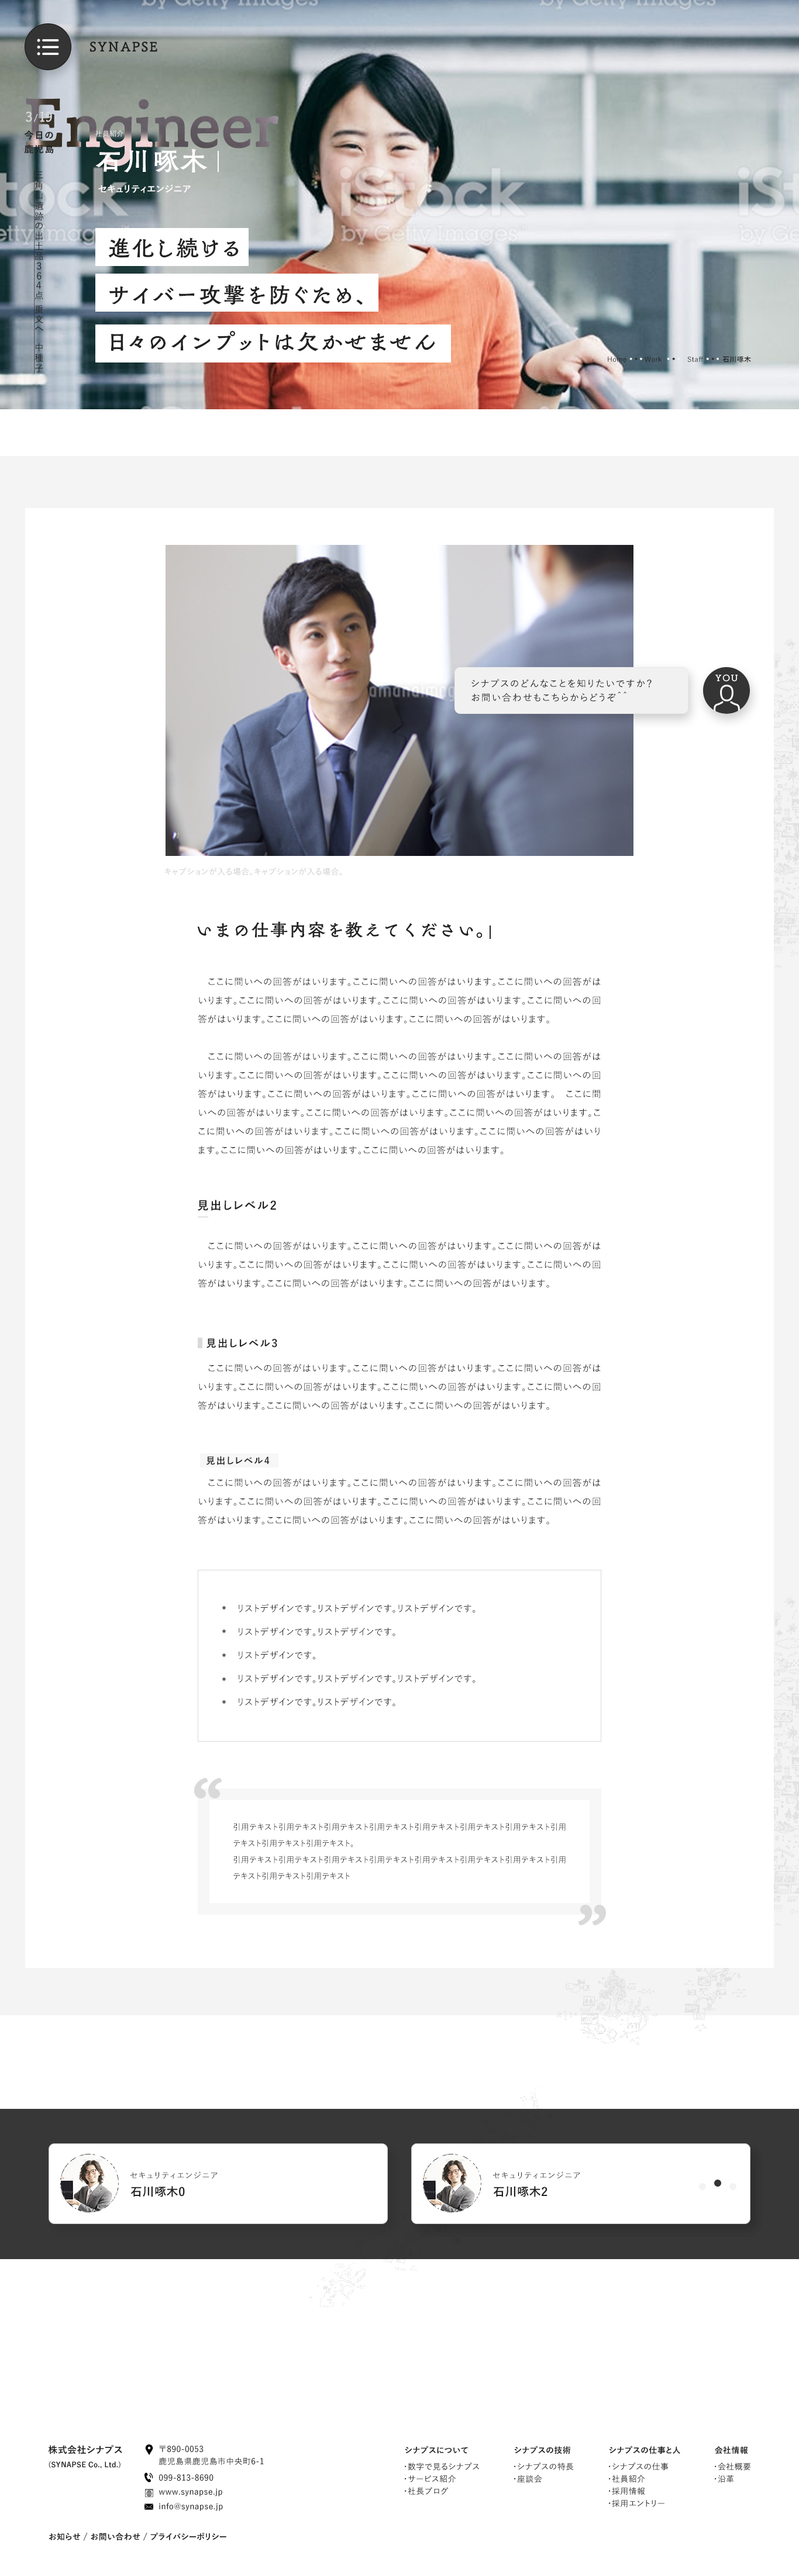 by Getty Images
by Getty Images
SYNAPSE
Engineer
3/19
今日の
鹿児島
社員紹介
石川啄木|
セキュリティエンジニア
iStock
by Getty Images
iStock
進化し続ける
サイバー攻撃を防ぐため、
日々のインプットは欠かせません
Home
Work
Staff
石川啄木
シナプスのどんなことを知りたいですか?
お問い合わせもこちらからどうぞ^^
YOU
キャプションが入る場合。キャプションが入る場合。
いまの仕事内容を教えてください。|
ここに問いへの回答がはいります。ここに問いへの回答がはいります。ここに問いへの回答がは
いります。ここに問いへの回答がはいります。ここに問いへの回答がはいります。ここに問いへの回
答がはいります。ここに問いへの回答がはいります。ここに問いへの回答がはいります。
ここに問いへの回答がはいります。ここに問いへの回答がはいります。ここに問いへの回答がは
いります。ここに問いへの回答がはいります。ここに問いへの回答がはいります。ここに問いへの回
答がはいります。ここに問いへの回答がはいります。ここに問いへの回答がはいります。　ここに問
いへの回答がはいります。ここに問いへの回答がはいります。ここに問いへの回答がはいります。こ
こに問いへの回答がはいります。ここに問いへの回答がはいります。ここに問いへの回答がはいり
ます。ここに問いへの回答がはいります。ここに問いへの回答がはいります。
見出しレベル2
ここに問いへの回答がはいります。ここに問いへの回答がはいります。ここに問いへの回答がは
いります。ここに問いへの回答がはいります。ここに問いへの回答がはいります。ここに問いへの回
答がはいります。ここに問いへの回答がはいります。ここに問いへの回答がはいります。
見出しレベル3
ここに問いへの回答がはいります。ここに問いへの回答がはいります。ここに問いへの回答がは
いります。ここに問いへの回答がはいります。ここに問いへの回答がはいります。ここに問いへの回
答がはいります。ここに問いへの回答がはいります。ここに問いへの回答がはいります。
見出しレベル4
ここに問いへの回答がはいります。ここに問いへの回答がはいります。ここに問いへの回答がは
いります。ここに問いへの回答がはいります。ここに問いへの回答がはいります。ここに問いへの回
答がはいります。ここに問いへの回答がはいります。ここに問いへの回答がはいります。
• リストデザインです。リストデザインです。リストデザインです。
• リストデザインです。リストデザインです。
• リストデザインです。
• リストデザインです。リストデザインです。リストデザインです。
• リストデザインです。リストデザインです。
“
引用テキスト引用テキスト引用テキスト引用テキスト引用テキスト引用テキスト引用テキスト引用
テキスト引用テキスト引用テキスト。
引用テキスト引用テキスト引用テキスト引用テキスト引用テキスト引用テキスト引用テキスト引用
テキスト引用テキスト引用テキスト
”
セキュリティエンジニア
石川啄木0
セキュリティエンジニア
石川啄木2
株式会社シナプス
(SYNAPSE Co., Ltd.)
〒890-0053
鹿児島県鹿児島市中央町6-1
099-813-8690
www.synapse.jp
info@synapse.jp
シナプスについて
・数字で見るシナプス
・サービス紹介
・社長ブログ
シナプスの技術
・シナプスの特長
・座談会
シナプスの仕事と人
・シナプスの仕事
・社員紹介
・採用情報
・採用エントリー
会社情報
・会社概要
・沿革
お知らせ / お問い合わせ / プライバシーポリシー